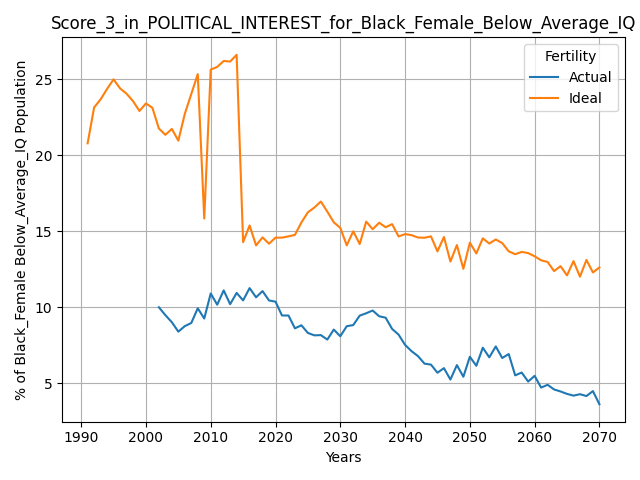 Score_3_in_POLITICAL_INTEREST_for_Black_Female_Below_Average_IQ
% of Black_Female Below_Average_IQ Population
25
20
15
10
5
Fertility
Actual
Ideal
1990 2000 2010 2020 2030 2040 2050 2060 2070
Years